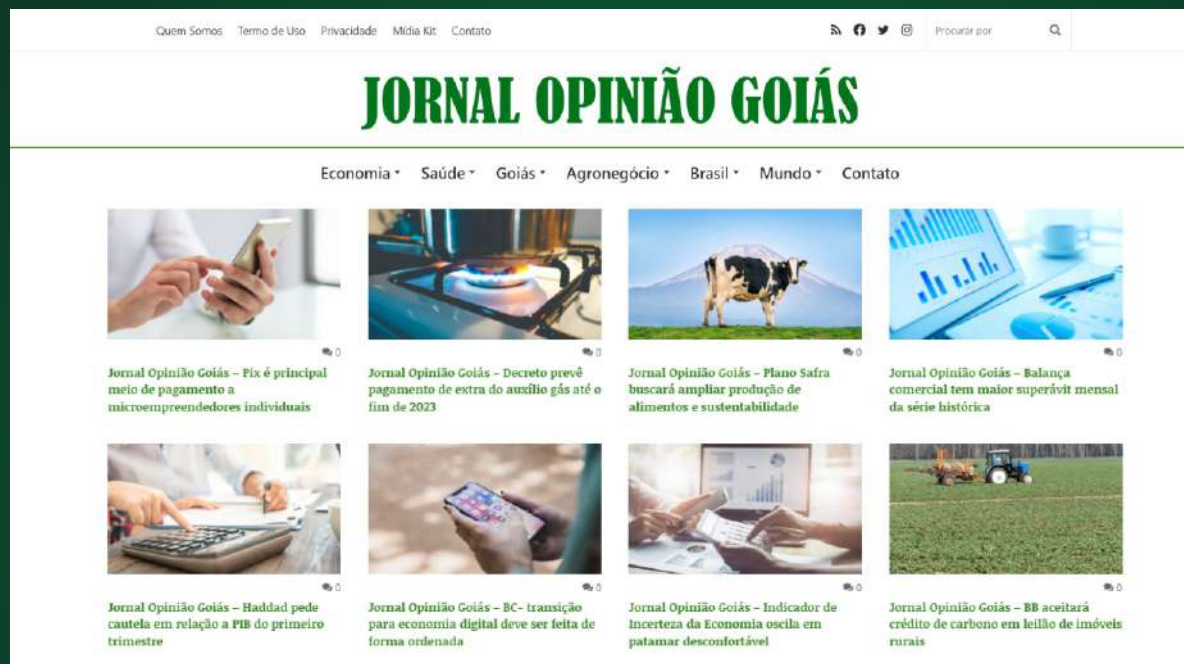 Quem Somos Termo de Uso Privacidade Mídia Kit Contato
Procurar por
JORNAL OPINIÃO GOIÁS
Economia Saúde Goiás Agronegócio Brasil Mundo Contato
0
Jornal Opinião Goiás – Pix é principal
meio de pagamento a
microempreendedores individuais
0
Jornal Opinião Goiás – Decreto prevê
pagamento de extra do auxílio gás até o
fim de 2023
0
Jornal Opinião Goiás – Plano Safra
buscará ampliar produção de
alimentos e sustentabilidade
0
Jornal Opinião Goiás – Balança
comercial tem maior superávit mensal
da série histórica
0
Jornal Opinião Goiás – Haddad pede
cautela em relação a PIB do primeiro
trimestre
0
Jornal Opinião Goiás – BC- transição
para economia digital deve ser feita de
forma ordenada
0
Jornal Opinião Goiás – Indicador de
Incerteza da Economia oscila em
patamar desconfortável
0
Jornal Opinião Goiás – BB aceitará
crédito de carbono em leilão de imóveis
rurais